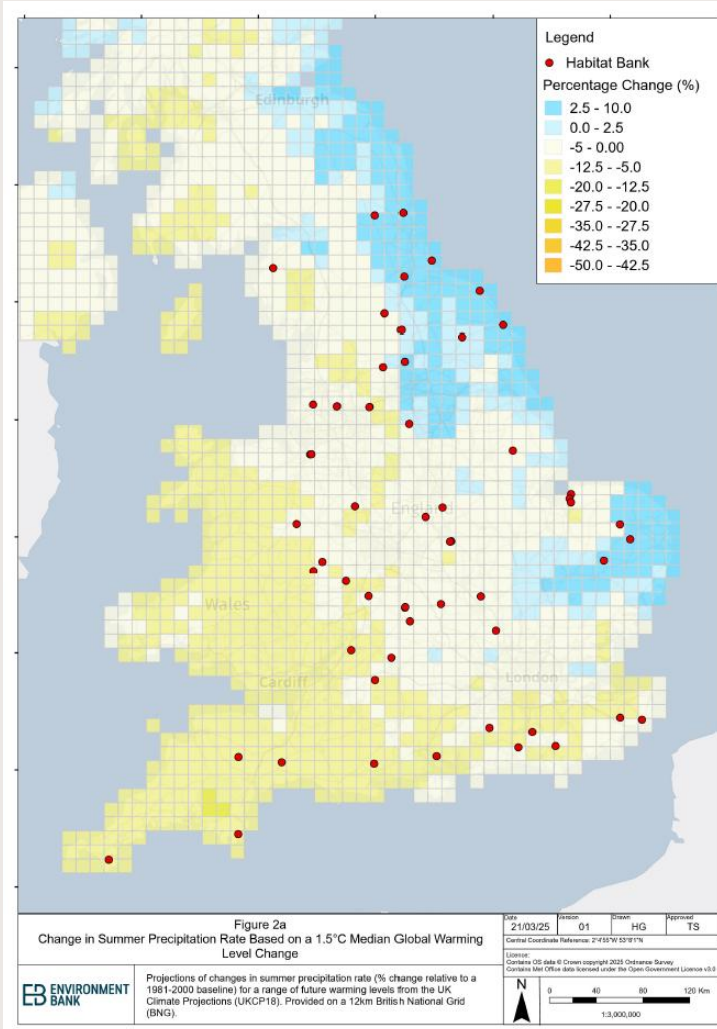 Legend
Habitat Bank
Percentage Change (%)
2.5 - 10.0
0.0 - 2.5
-5 - 0.00
-12.5 - -5.0
-20.0 - -12.5
-27.5 - -20.0
-35.0 - -27.5
-42.5 - -35.0
-50.0 - -42.5
Edinburgh
England
Wales
Cardiff
London
Figure 2a
Change in Summer Precipitation Rate Based on a 1.5°C Median Global Warming
Level Change
Date
21/03/25
Version
01
Drawn
HG
Approved
TS
Central Coordinate Reference: 2°4'55"W 53°8'1"N
Licence:
Contains OS data © Crown copyright 2025 Ordnance Survey
Contains Met Office data licensed under the Open Government Licence v3.0
EB ENVIRONMENT
BANK
Projections of changes in summer precipitation rate (% change relative to a
1981-2000 baseline) for a range of future warming levels from the UK
Climate Projections (UKCP18). Provided on a 12km British National Grid
(BNG).
N
0 40 80 120 Km
1:3,000,000